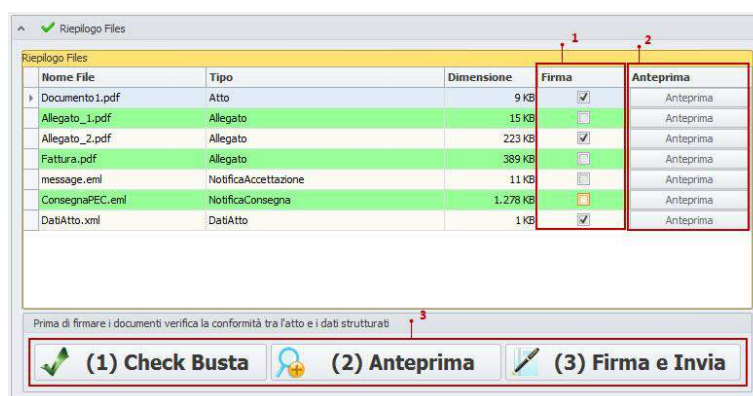 Riepilogo Files
1
2
Riepilogo Files
Nome File Tipo Dimensione Firma Anteprima
Documento1.pdf Atto 9 KB Anteprima
Allegato_1.pdf Allegato 15 KB Anteprima
Allegato_2.pdf Allegato 223 KB Anteprima
Fattura.pdf Allegato 389 KB Anteprima
message.eml NotificaAccettazione 11 KB Anteprima
ConsegnaPEC.eml NotificaConsegna 1.278 KB Anteprima
DatiAtto.xml DatiAtto 1 KB Anteprima
Prima di firmare i documenti verifica la conformità tra l'atto e i dati strutturati 3
(1) Check Busta (2) Anteprima (3) Firma e Invia